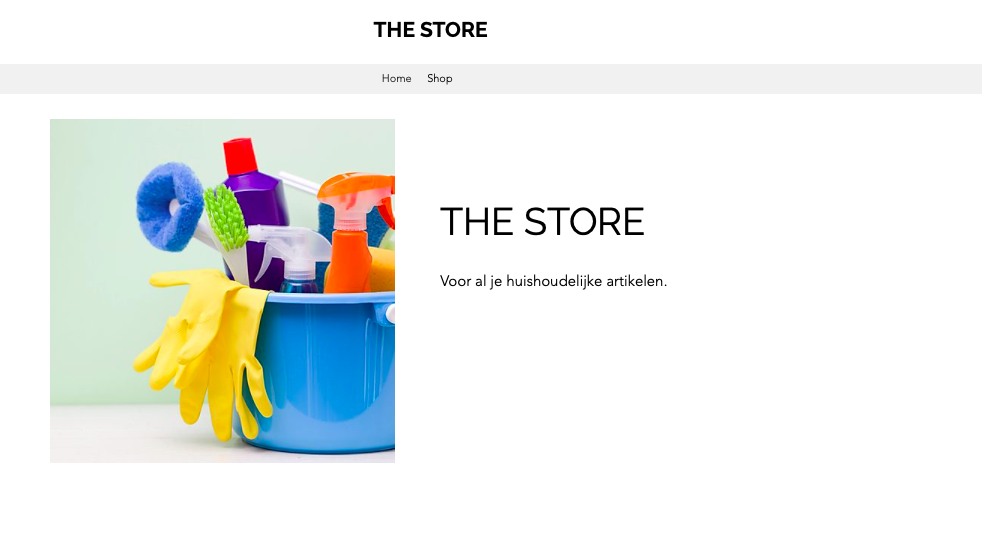 THE STORE
Home Shop
THE STORE
Voor al je huishoudelijke artikelen.